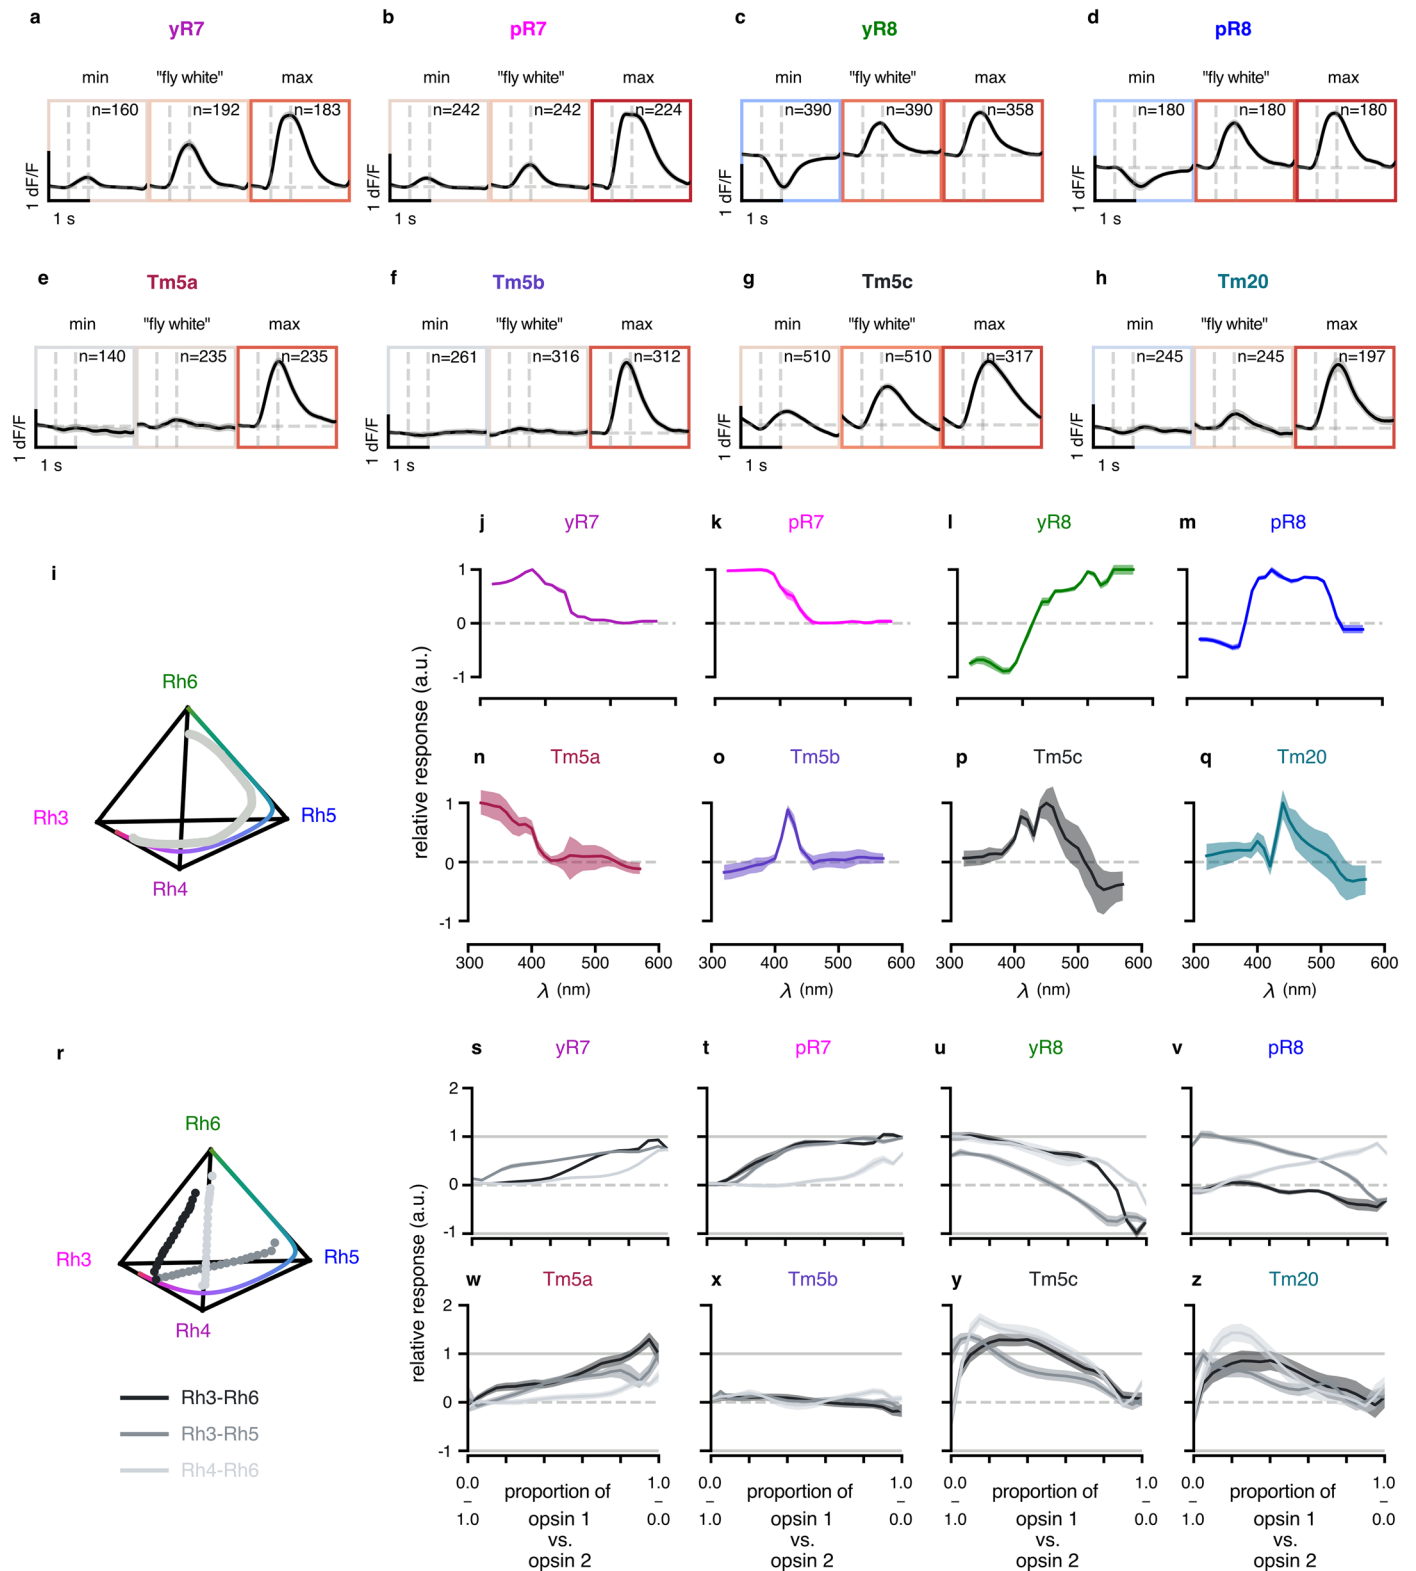 a
yR7
b
pR7
c
yR8
d
pR8
min "fly white" max
min "fly white" max
min "fly white" max
min "fly white" max
n=160 n=192 n=183
n=242 n=242 n=224
n=390 n=390 n=358
n=180 n=180 n=180
1 dF/F
1 s
1 dF/F
1 s
1 dF/F
1 s
1 dF/F
1 s
e
Tm5a
f
Tm5b
g
Tm5c
h
Tm20
min "fly white" max
min "fly white" max
min "fly white" max
min "fly white" max
n=140 n=235 n=235
n=261 n=316 n=312
n=510 n=510 n=317
n=245 n=245 n=197
1 dF/F
1 s
1 dF/F
1 s
1 dF/F
1 s
1 dF/F
1 s
i
Rh6
Rh3
Rh5
Rh4
j yR7
k pR7
l yR8
m pR8
1
0
-1
relative response (a.u.)
n Tm5a
o Tm5b
p Tm5c
q Tm20
1
0
-1
300 400 500 600
300 400 500 600
300 400 500 600
300 400 500 600
λ (nm)
λ (nm)
λ (nm)
λ (nm)
r
Rh6
Rh3
Rh5
Rh4
Rh3-Rh6
Rh3-Rh5
Rh4-Rh6
s yR7
t pR7
u yR8
v pR8
2
1
0
-1
relative response (a.u.)
w Tm5a
x Tm5b
y Tm5c
z Tm20
2
1
0
-1
0.0 1.0
– –
1.0 0.0
proportion of
opsin 1
vs.
opsin 2
0.0 1.0
– –
1.0 0.0
proportion of
opsin 1
vs.
opsin 2
0.0 1.0
– –
1.0 0.0
proportion of
opsin 1
vs.
opsin 2
0.0 1.0
– –
1.0 0.0
proportion of
opsin 1
vs.
opsin 2